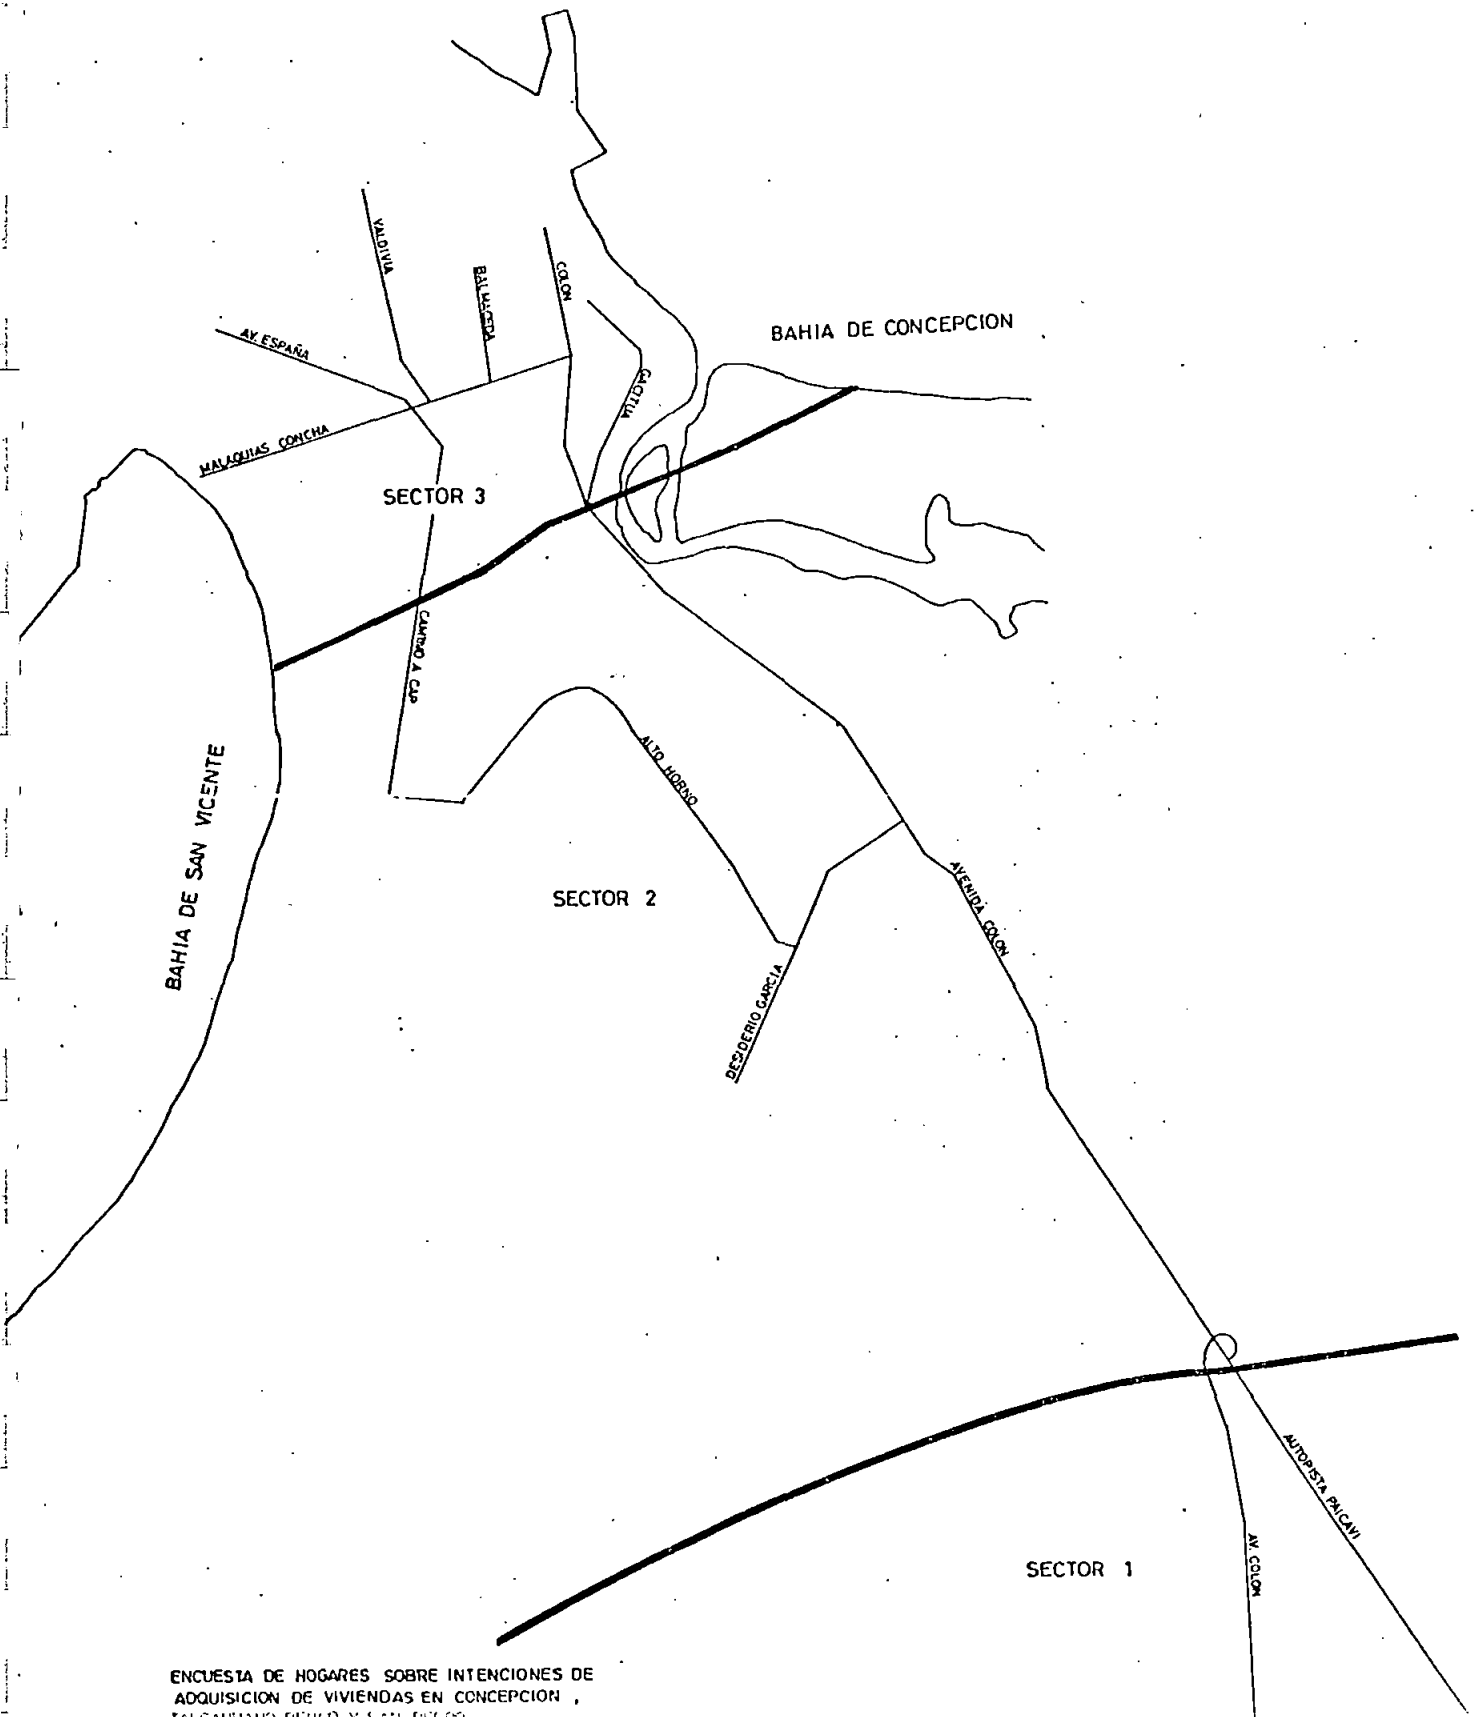 VALDIVIA
BALMACEDA
COLON
AV. ESPAÑA
GACITUA
BAHIA DE CONCEPCION
MALAQUIAS CONCHA
SECTOR 3
CAMINO A CAP
BAHIA DE SAN VICENTE
ALTO HORNO
SECTOR 2
AVENIDA COLON
DESIDERIO GARCIA
AUTOPISTA PAICAVI
AV. COLON
SECTOR 1
ENCUESTA DE HOGARES SOBRE INTENCIONES DE
ADQUISICION DE VIVIENDAS EN CONCEPCION ,